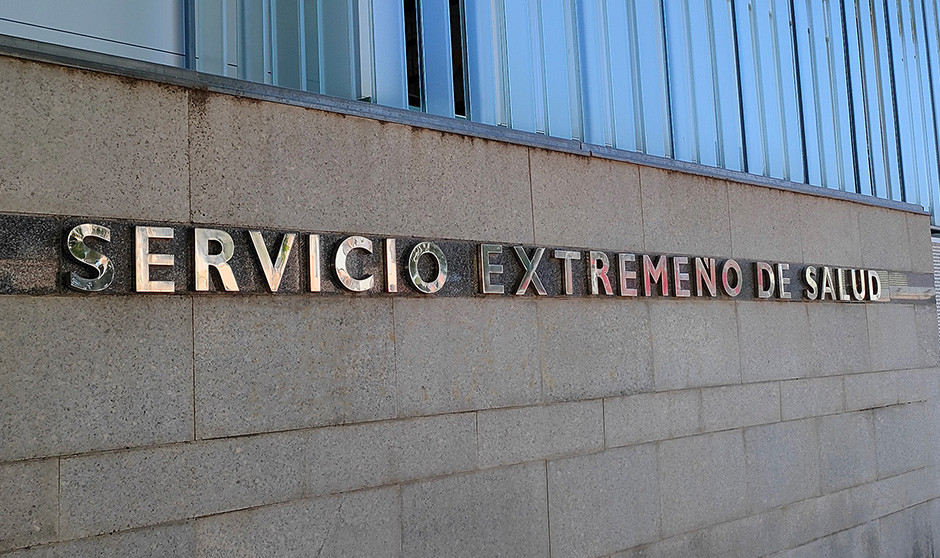 SERVICIO EXTREMENO DE SALUD